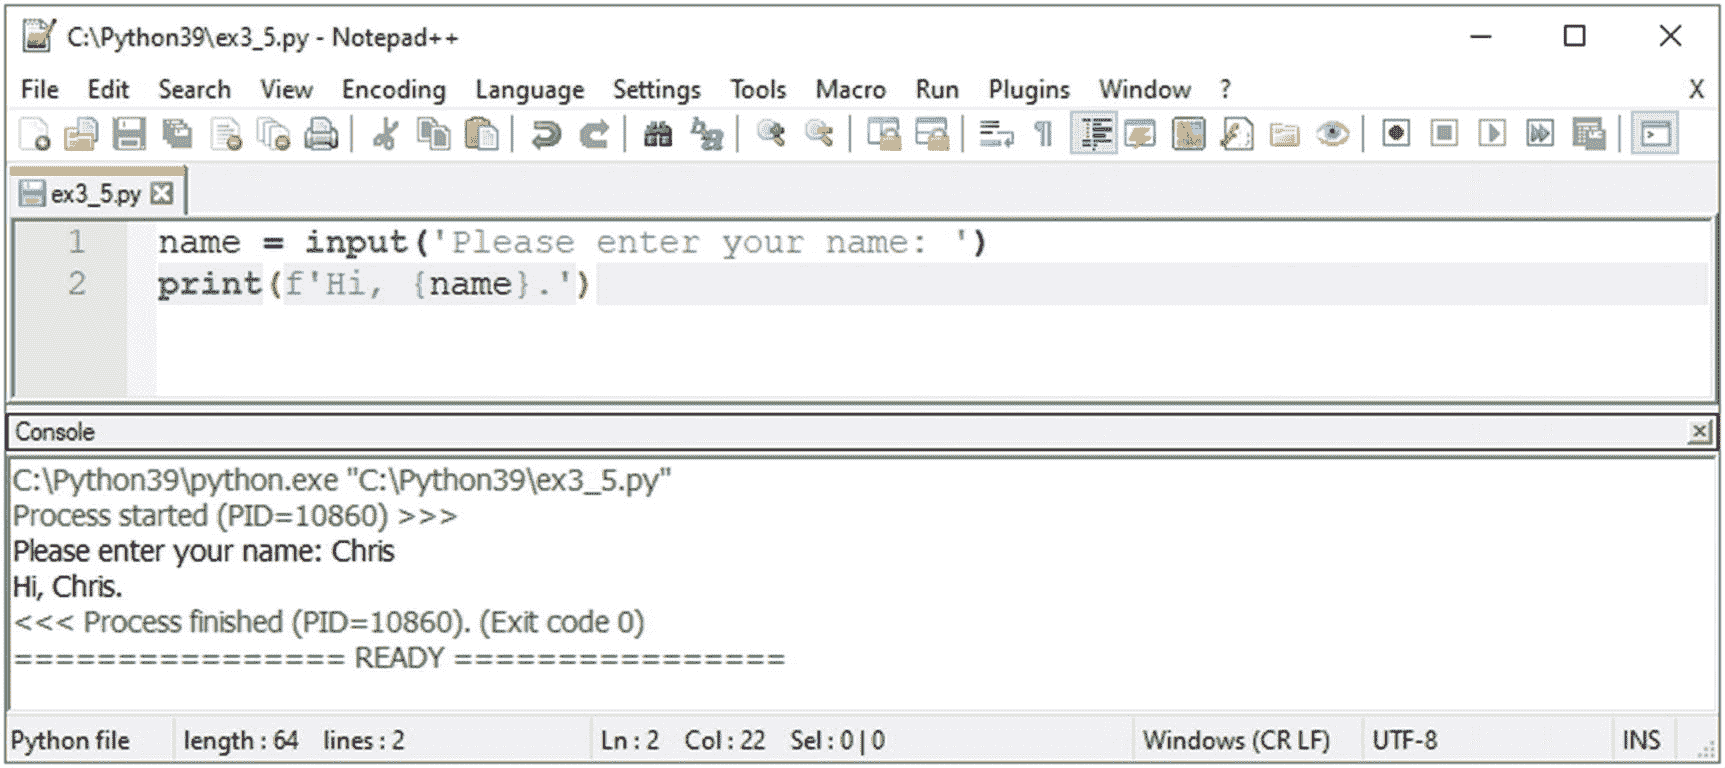 C:\Python39\ex3_5.py - Notepad++
File Edit Search View Encoding Language Settings Tools Macro Run Plugins Window ? X
ex3_5.py
1 name = input('Please enter your name: ')
2 print(f'Hi, {name}.')
Console
C:\Python39\python.exe "C:\Python39\ex3_5.py"
Process started (PID=10860) >>>
Please enter your name: Chris
Hi, Chris.
<<< Process finished (PID=10860). (Exit code 0)
================ READY ================
Python file length : 64 lines : 2 Ln : 2 Col : 22 Sel : 0 | 0 Windows (CR LF) UTF-8 INS